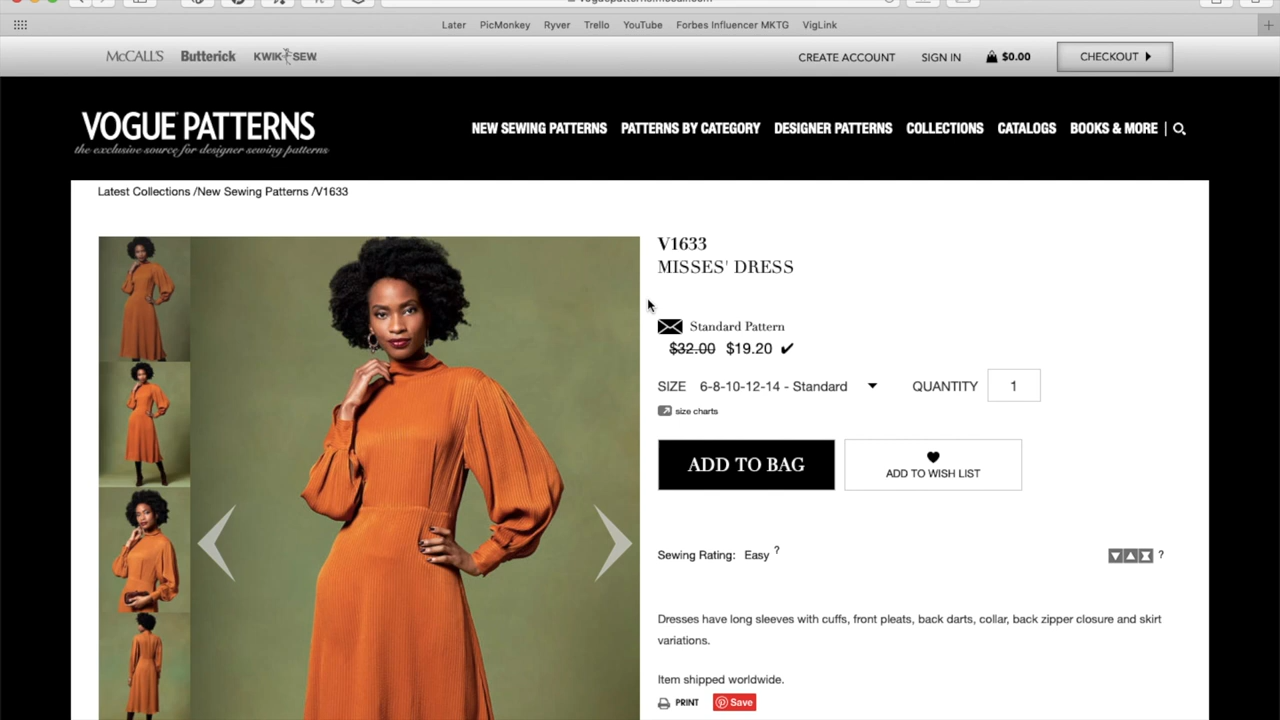 Later PicMonkey Ryver Trello YouTube Forbes Influencer MKTG VigLink
McCALL'S Butterick KWIK SEW CREATE ACCOUNT SIGN IN $0.00 CHECKOUT
VOGUE PATTERNS
the exclusive source for designer sewing patterns
NEW SEWING PATTERNS PATTERNS BY CATEGORY DESIGNER PATTERNS COLLECTIONS CATALOGS BOOKS & MORE |
Latest Collections /New Sewing Patterns /V1633
V1633
MISSES' DRESS
Standard Pattern
$32.00 $19.20 ✔
SIZE 6-8-10-12-14 - Standard QUANTITY 1
size charts
ADD TO BAG
ADD TO WISH LIST
Sewing Rating: Easy ? ?
Dresses have long sleeves with cuffs, front pleats, back darts, collar, back zipper closure and skirt
variations.
Item shipped worldwide.
PRINT Save